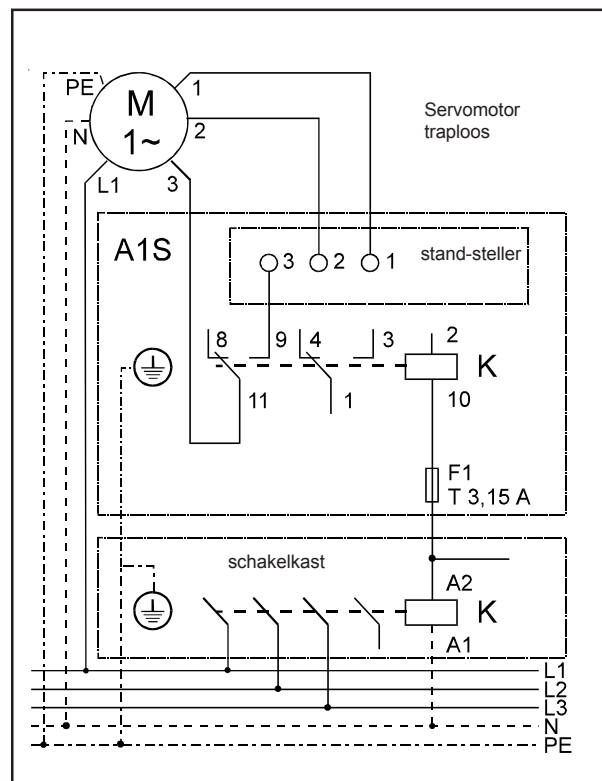 PE
1
M
Servomotor
traploos
N
1~
2
L1
3
A1S
3
2
1
stand-steller
8
9
4
3
2
K
11
1
10
F1
T 3,15 A
schakelkast
A2
K
A1
L1
L2
L3
N
PE